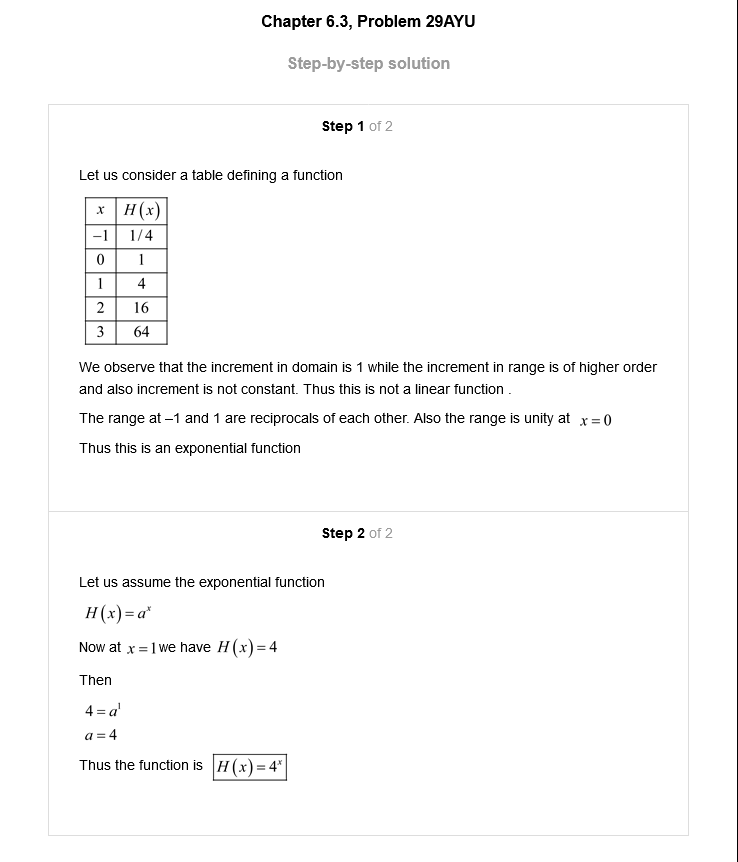 Chapter 6.3, Problem 29AYU
Step-by-step solution
Step 1 of 2
Let us consider a table defining a function
x H(x)
−1 1/4
0 1
1 4
2 16
3 64
We observe that the increment in domain is 1 while the increment in range is of higher order
and also increment is not constant. Thus this is not a linear function .
The range at –1 and 1 are reciprocals of each other. Also the range is unity at x = 0
Thus this is an exponential function
Step 2 of 2
Let us assume the exponential function
H(x) = aˣ
Now at x = 1 we have H(x) = 4
Then
4 = a¹
a = 4
Thus the function is H(x) = 4ˣ